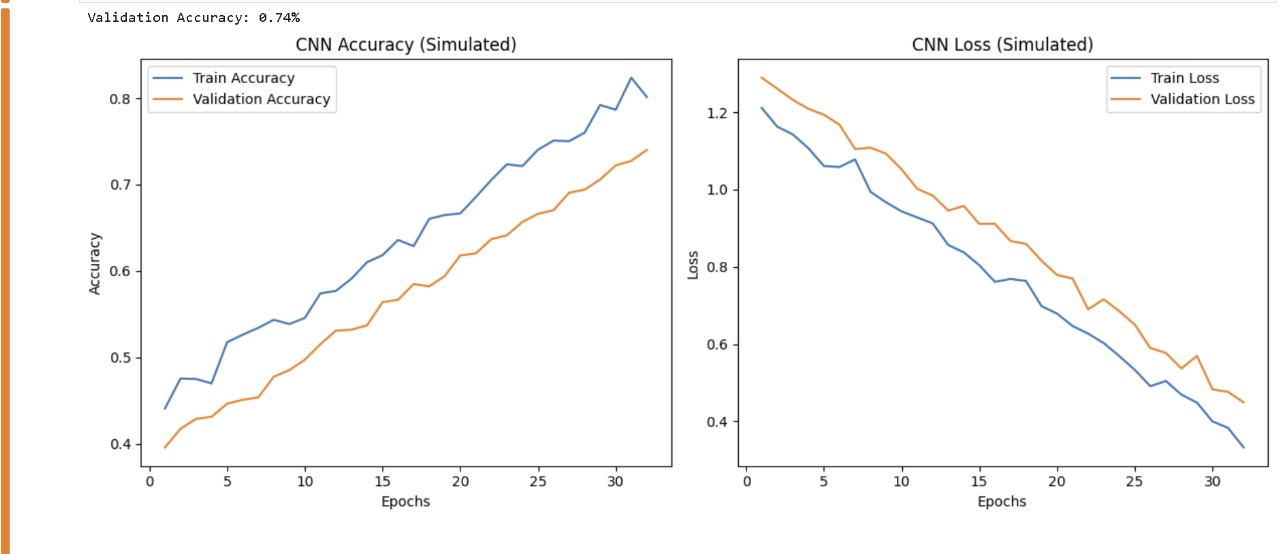 Validation Accuracy: 0.74%
CNN Accuracy (Simulated)
Train Accuracy
Validation Accuracy
0.8
0.7
0.6
0.5
0.4
Accuracy
0 5 10 15 20 25 30
Epochs
CNN Loss (Simulated)
Train Loss
Validation Loss
1.2
1.0
0.8
0.6
0.4
Loss
0 5 10 15 20 25 30
Epochs